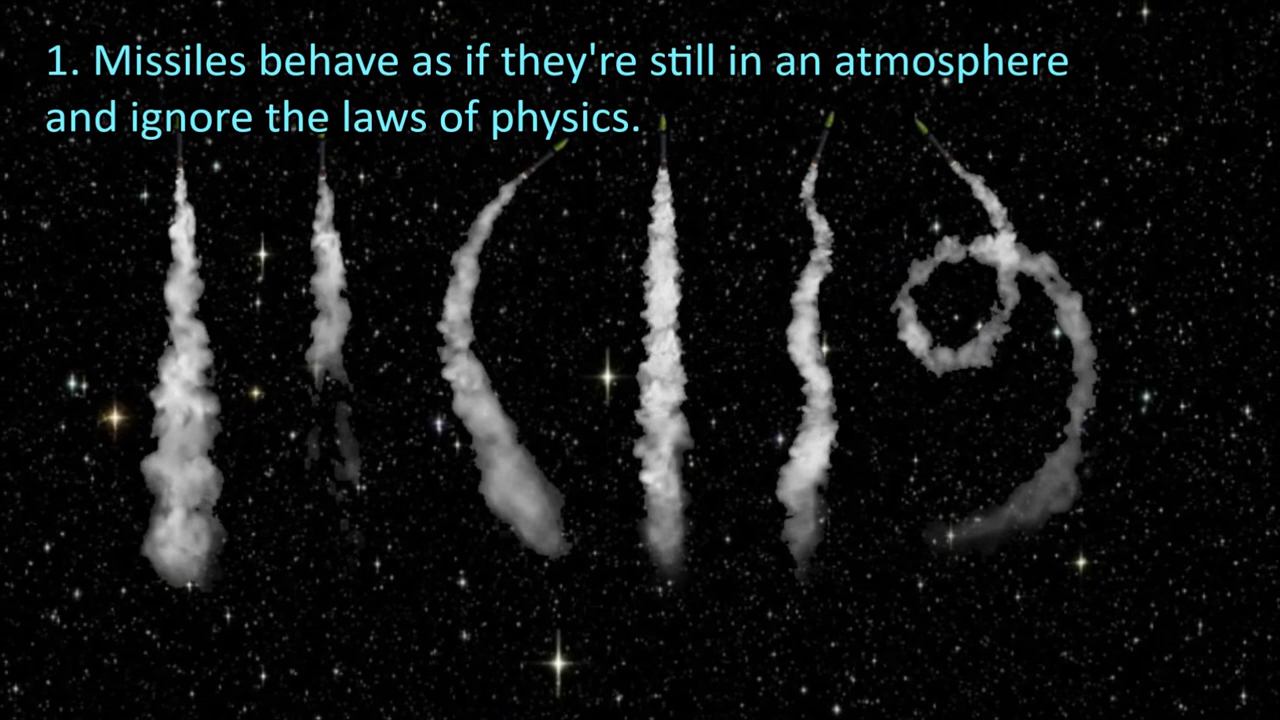 1. Missiles behave as if they're still in an atmosphere
and ignore the laws of physics.